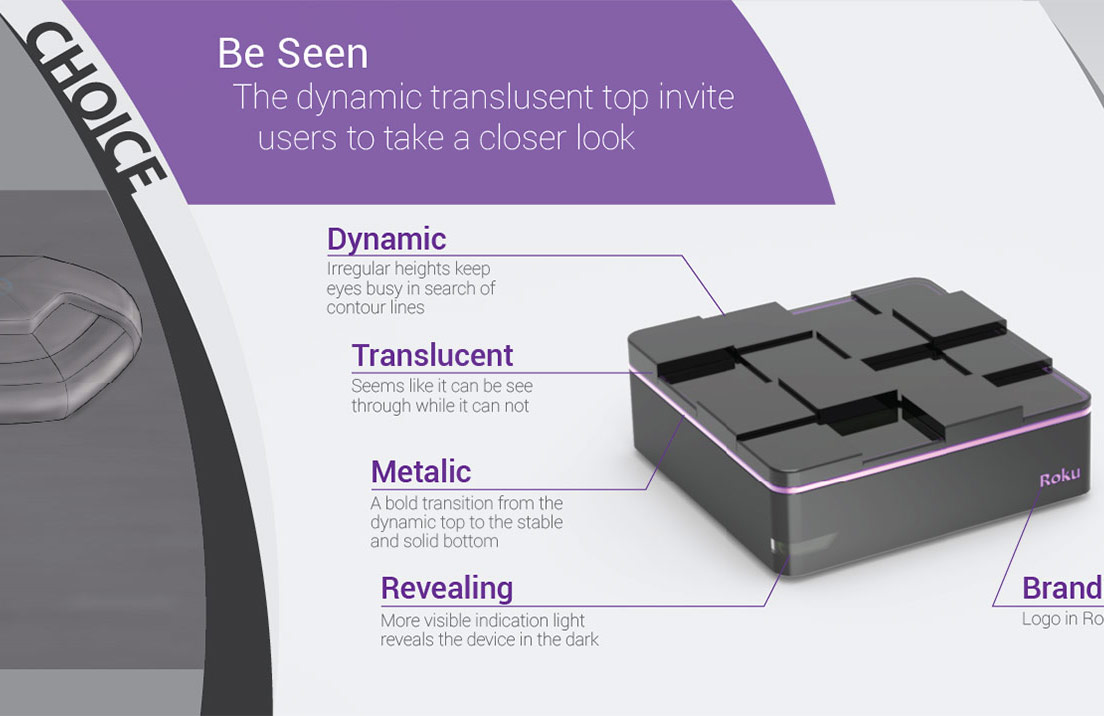 CHOICE
Be Seen
The dynamic translusent top invite
users to take a closer look
Dynamic
Irregular heights keep
eyes busy in search of
contour lines
Translucent
Seems like it can be see
through while it can not
Metalic
A bold transition from the
dynamic top to the stable
and solid bottom
Revealing
More visible indication light
reveals the device in the dark
Roku
Brand
Logo in Ro